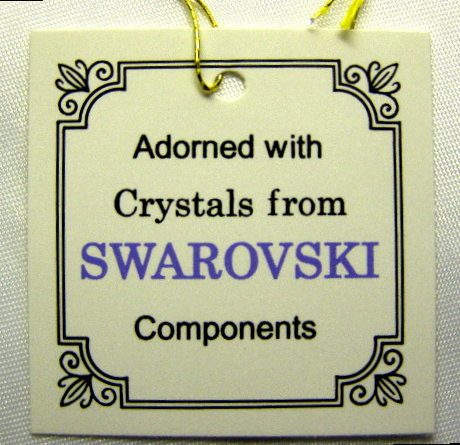 Adorned with
Crystals from
SWAROVSKI
Components